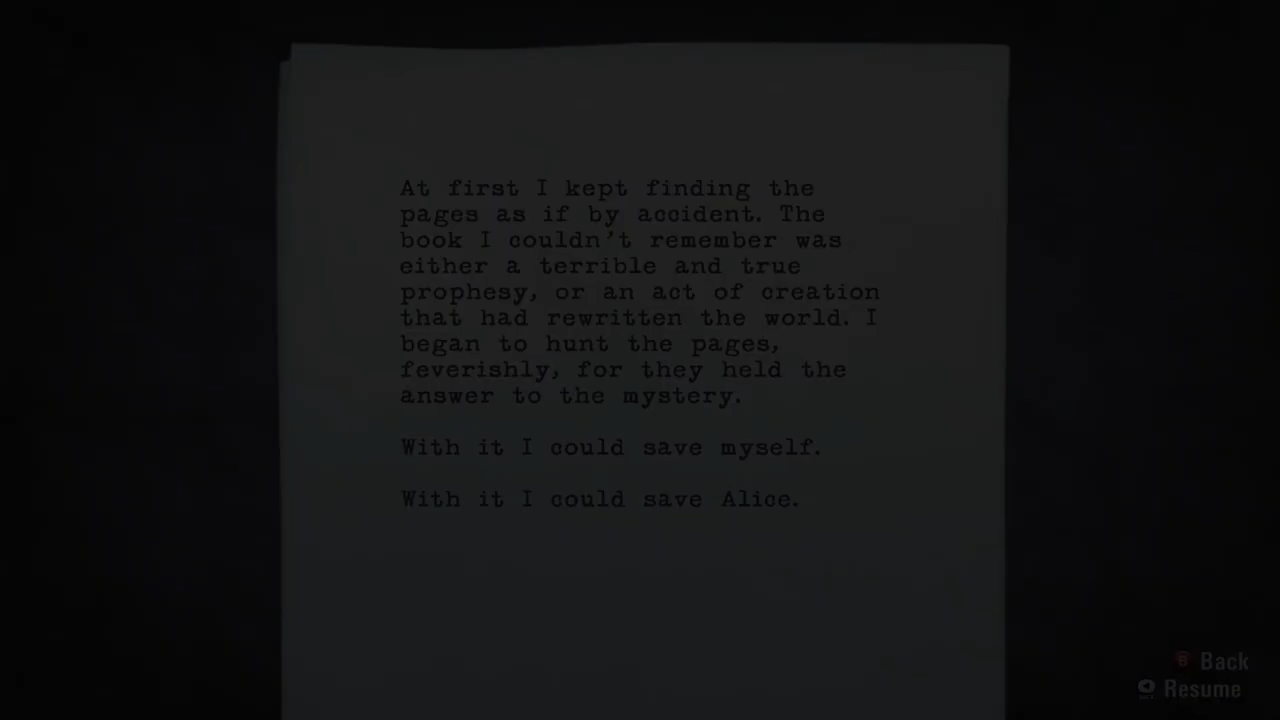 At first I kept finding the
pages as if by accident. The
book I couldn't remember was
either a terrible and true
prophesy, or an act of creation
that had rewritten the world. I
began to hunt the pages,
feverishly, for they held the
answer to the mystery.
With it I could save myself.
With it I could save Alice.
B Back
Resume